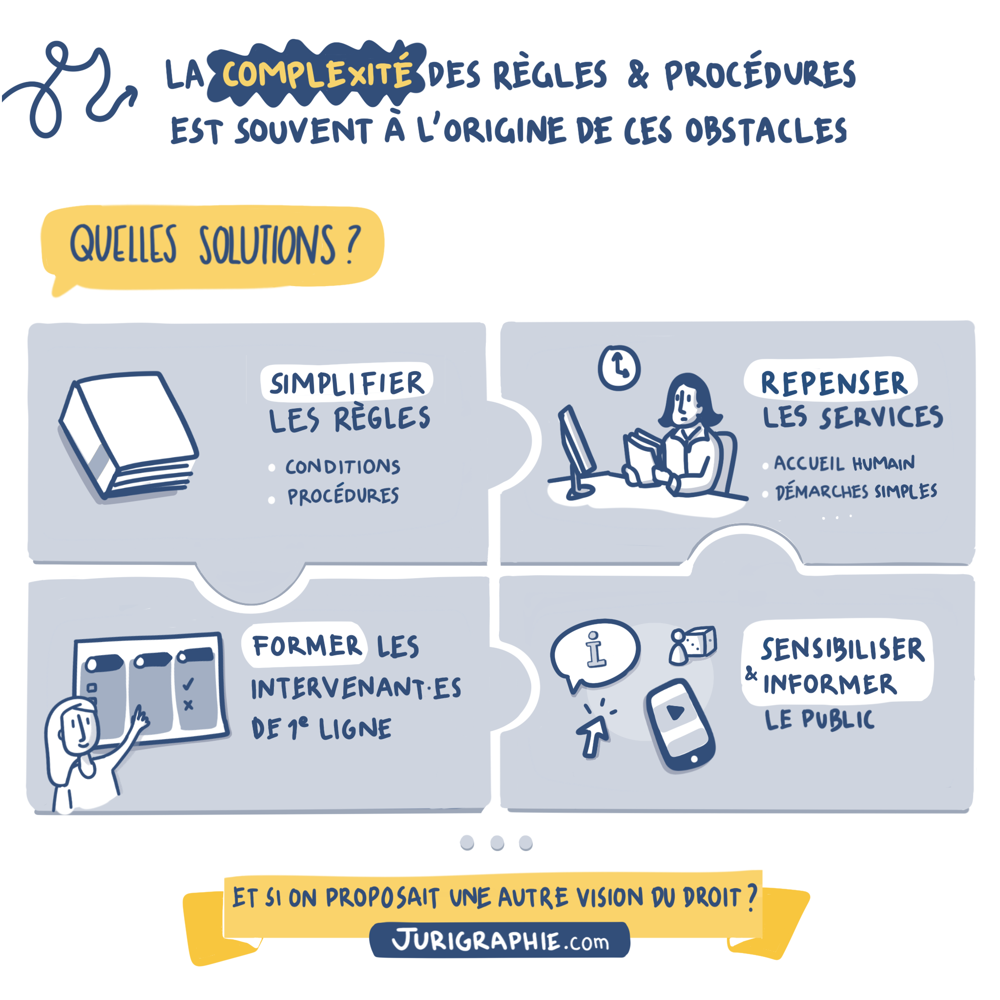 LA COMPLEXITÉ DES RÈGLES & PROCÉDURES
EST SOUVENT À L'ORIGINE DE CES OBSTACLES
QUELLES SOLUTIONS ?
SIMPLIFIER
LES RÈGLES
• CONDITIONS
• PROCÉDURES
REPENSER
LES SERVICES
• ACCUEIL HUMAIN
• DÉMARCHES SIMPLES
...
FORMER LES
INTERVENANT·ES
DE 1e LIGNE
i
SENSIBILISER
& INFORMER
LE PUBLIC
...
ET SI ON PROPOSAIT UNE AUTRE VISION DU DROIT ?
JURIGRAPHIE.com